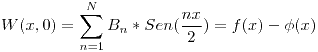 W(x,0) = \sum_{n=1}^{N} B_n * Sen(\frac{nx}{2}) = f(x) - \phi(x)